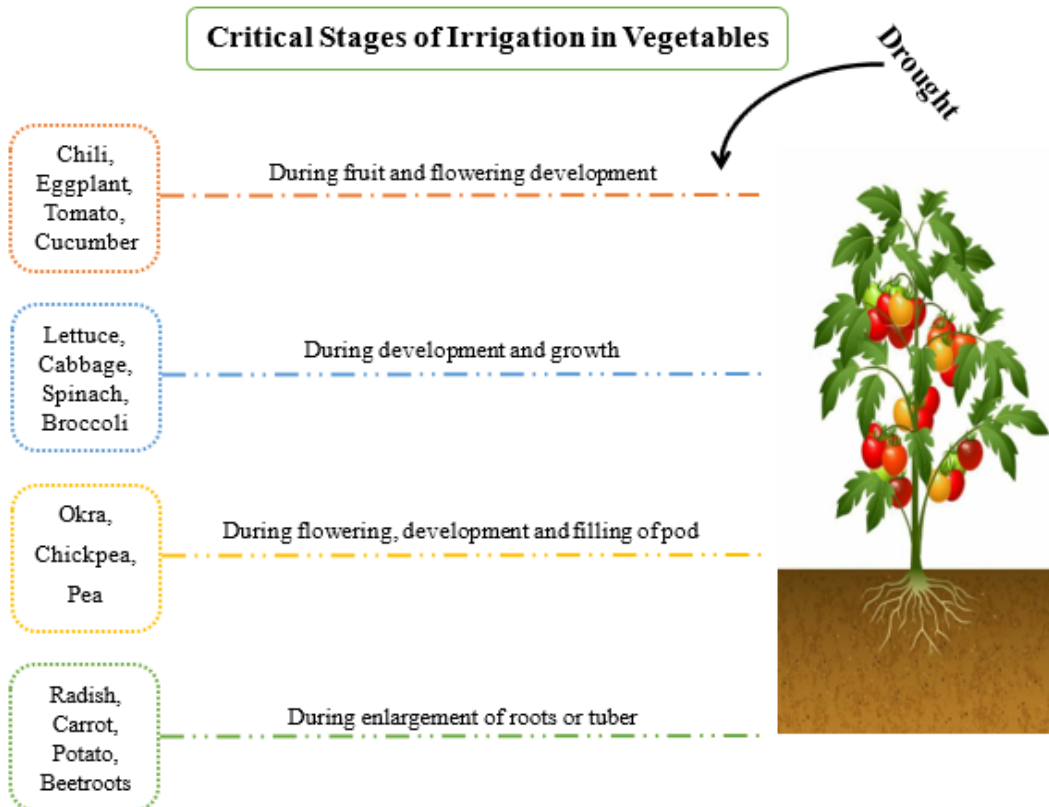 Critical Stages of Irrigation in Vegetables
Drought
Chili,
Eggplant,
Tomato,
Cucumber
During fruit and flowering development
Lettuce,
Cabbage,
Spinach,
Broccoli
During development and growth
Okra,
Chickpea,
Pea
During flowering, development and filling of pod
Radish,
Carrot,
Potato,
Beetroots
During enlargement of roots or tuber